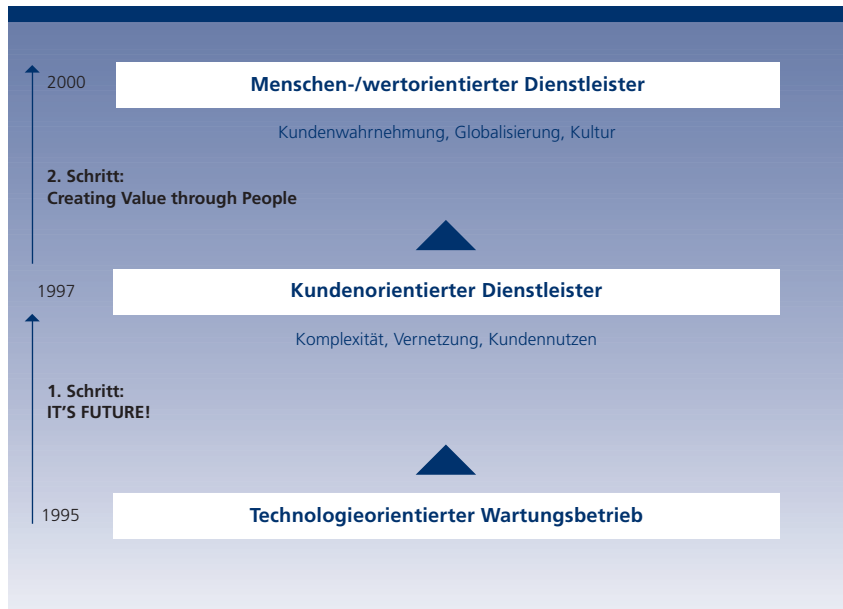 2000
Menschen-/wertorientierter Dienstleister
Kundenwahrnehmung, Globalisierung, Kultur
2. Schritt:
Creating Value through People
1997
Kundenorientierter Dienstleister
Komplexität, Vernetzung, Kundennutzen
1. Schritt:
IT’S FUTURE!
1995
Technologieorientierter Wartungsbetrieb